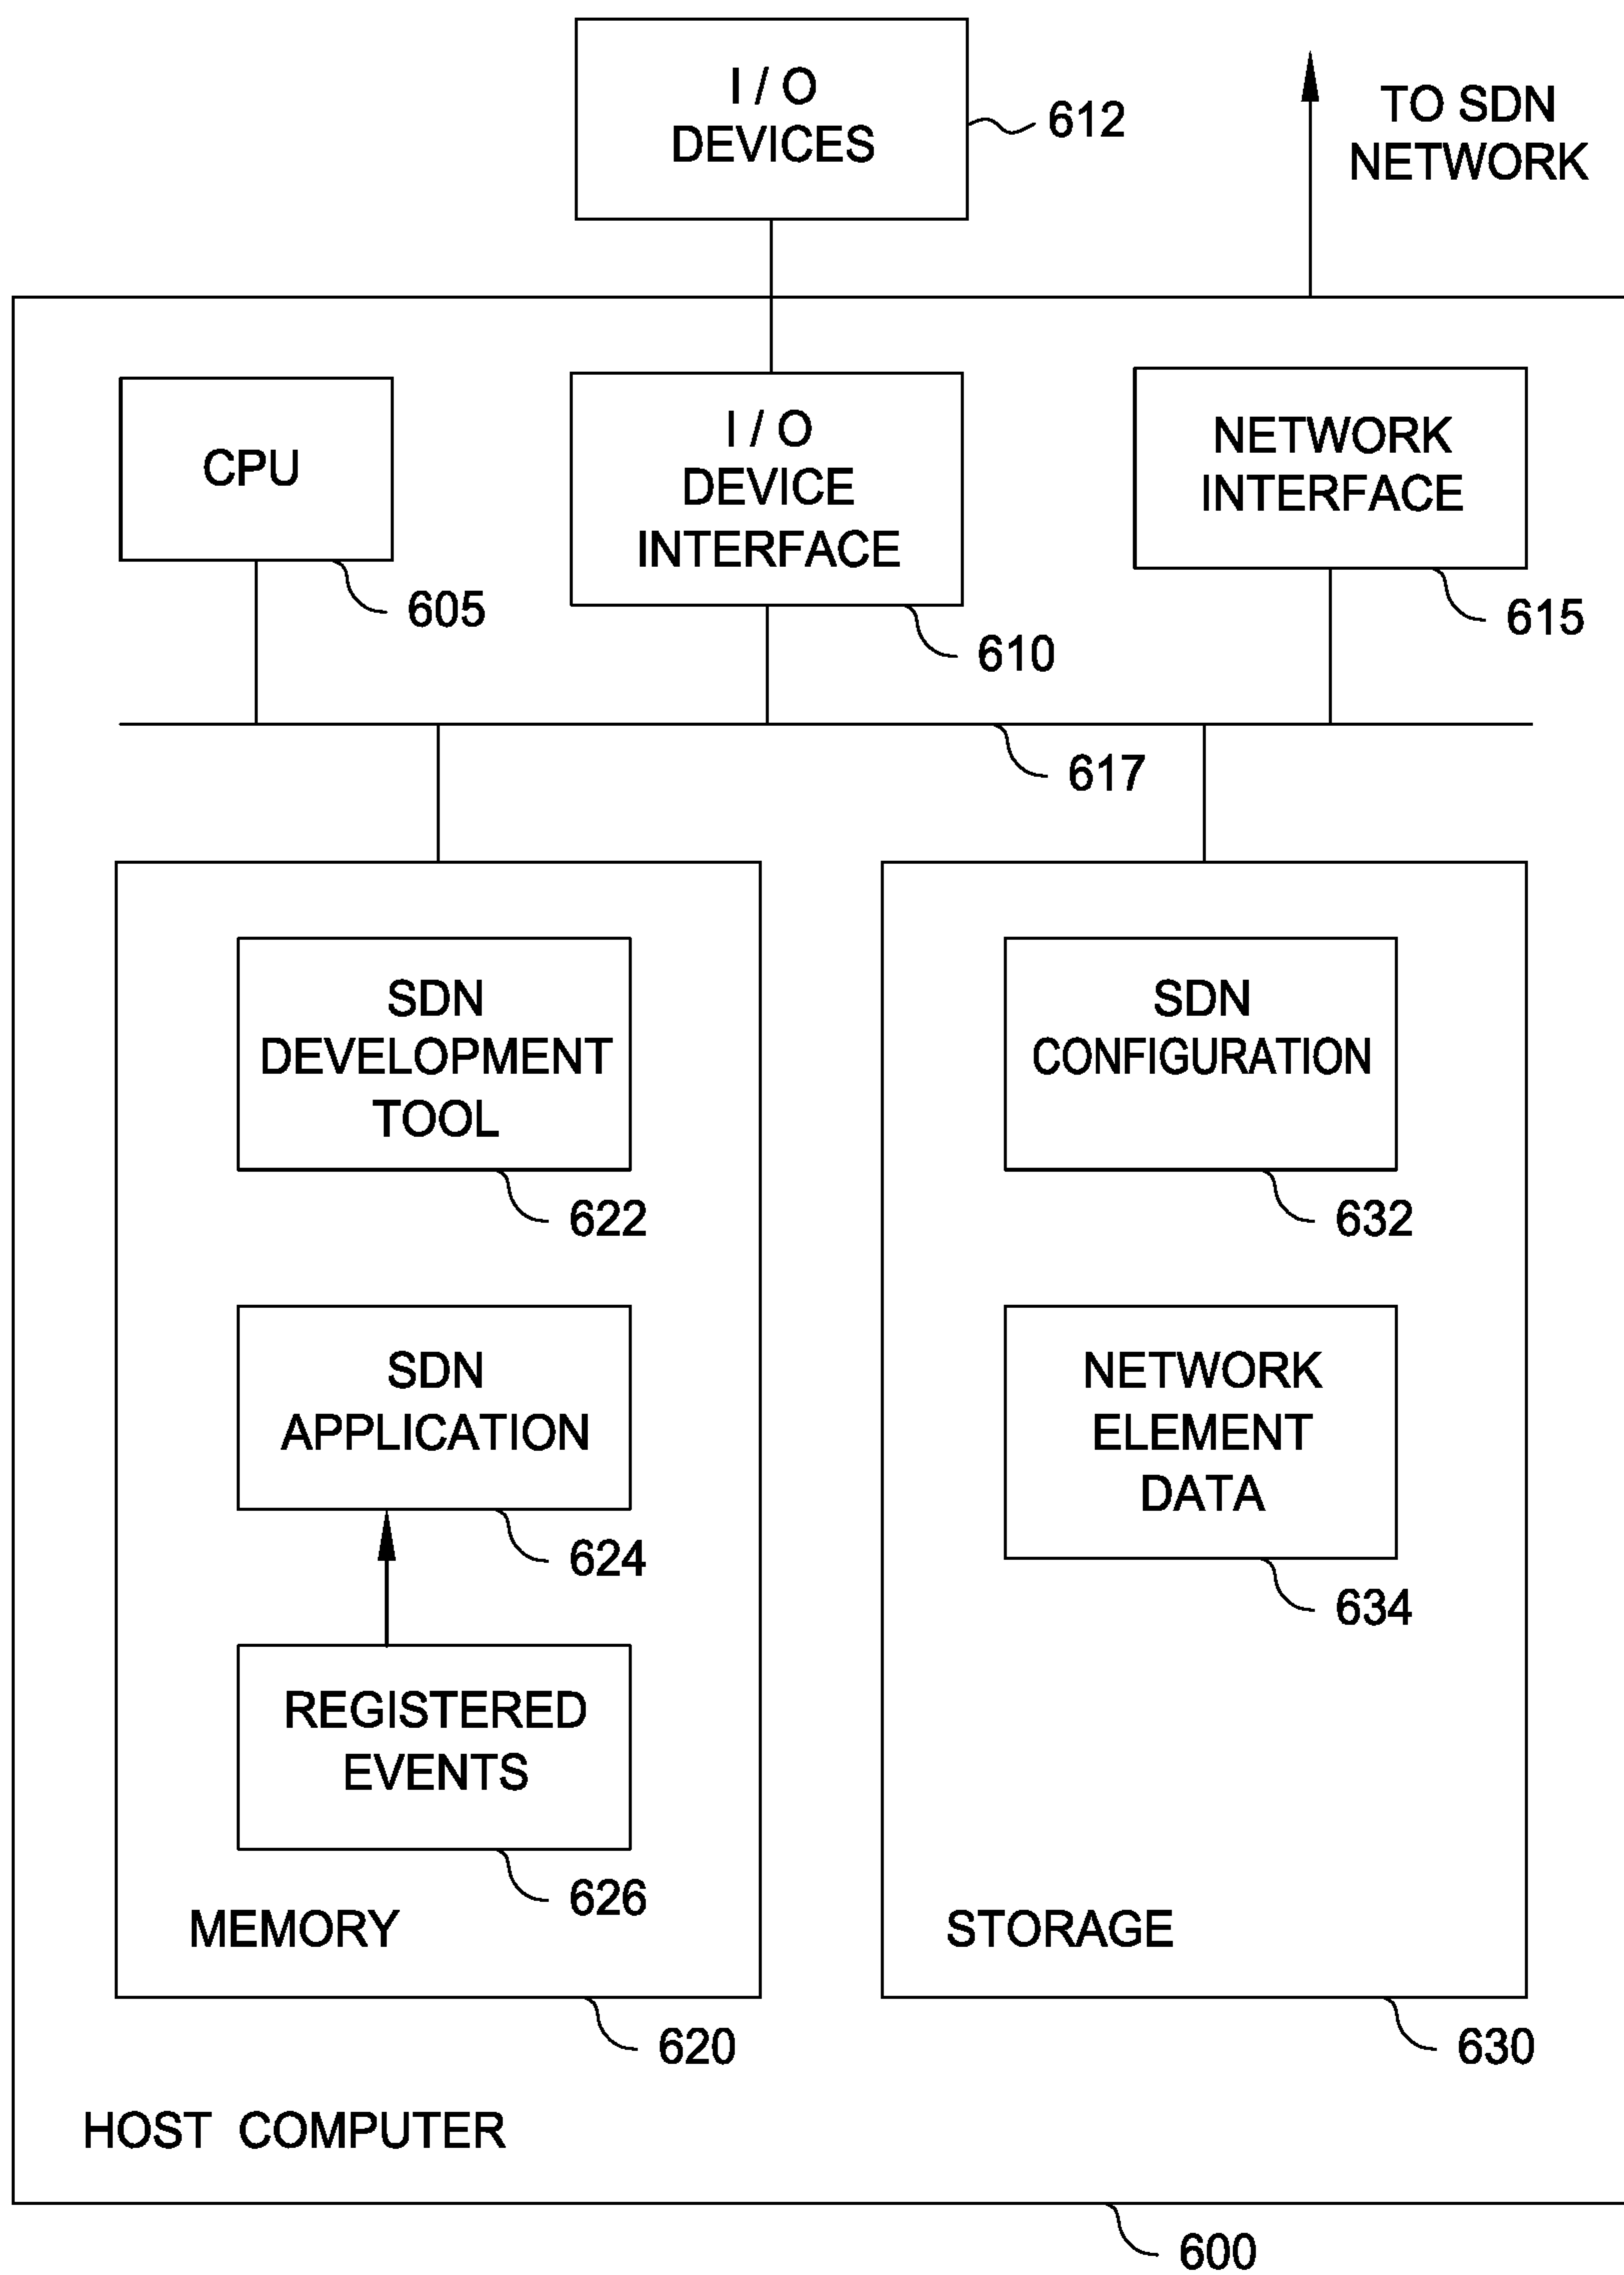 I / O
DEVICES
612
TO SDN
NETWORK
CPU
605
I / O
DEVICE
INTERFACE
610
NETWORK
INTERFACE
615
617
SDN
DEVELOPMENT
TOOL
622
SDN
APPLICATION
624
REGISTERED
EVENTS
626
MEMORY
620
SDN
CONFIGURATION
632
NETWORK
ELEMENT
DATA
634
STORAGE
630
HOST COMPUTER
600